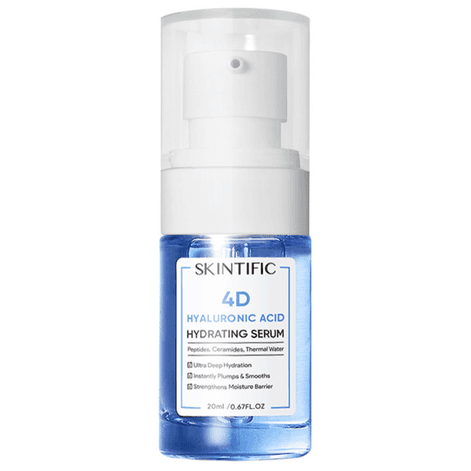 SKINTIFIC
4D
HYALURONIC ACID
HYDRATING SERUM
Peptides, Ceramides, Thermal Water
Ultra Deep Hydration
Instantly Plumps & Smooths
Strengthens Moisture Barrier
20ml / 0.67FL.OZ